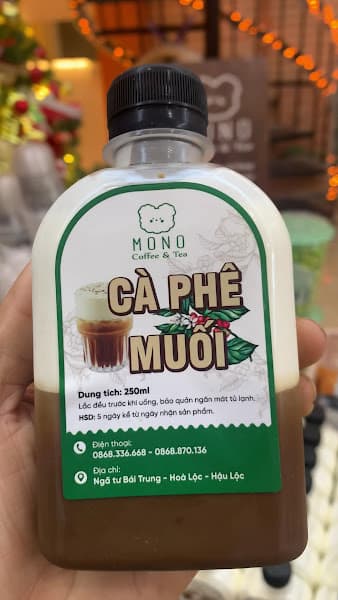 MONO
Coffee & Tea
CÀ PHÊ
MUỐI
Dung tích: 250ml
Lắc đều trước khi uống, bảo quản ngăn mát tủ lạnh.
HSD: 5 ngày kể từ ngày nhận sản phẩm.
Điện thoại:
0868.336.668 - 0868.870.136
Địa chỉ:
Ngã tư Bái Trung - Hoà Lộc - Hậu Lộc